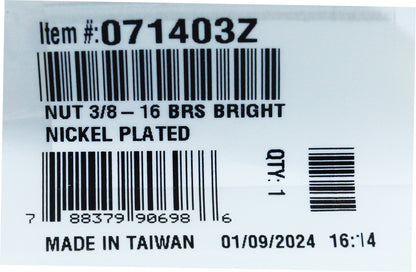 Item #:071403Z
NUT 3/8 – 16 BRS BRIGHT
NICKEL PLATED
QTY: 1
7 88379 90698 6
MADE IN TAIWAN 01/09/2024 16:14